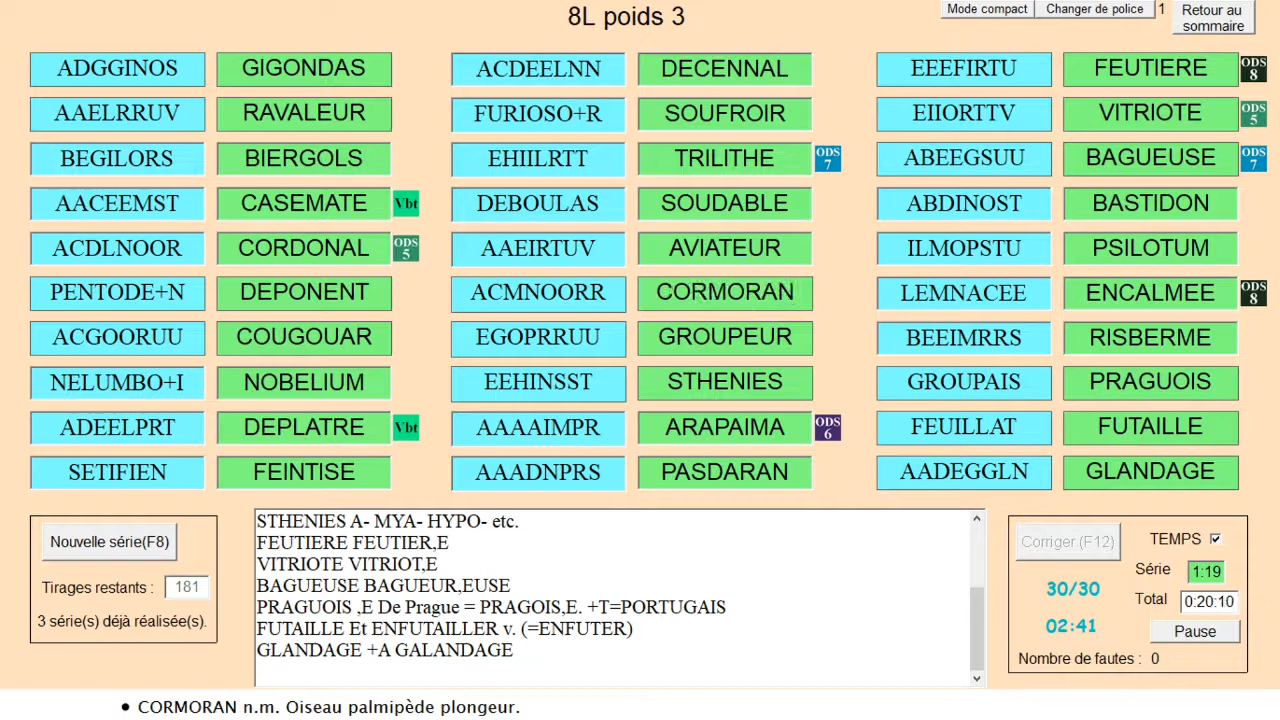 8L poids 3
Mode compact Changer de police 1 Retour au sommaire
ADGGINOS GIGONDAS ACDEELNN DECENNAL EEEFIRTU FEUTIERE ODS 8
AAELRRUV RAVALEUR FURIOSO+R SOUFROIR EIIORTTV VITRIOTE ODS 5
BEGILORS BIERGOLS EHIILRTT TRILITHE ODS 7 ABEEGSUU BAGUEUSE ODS 7
AACEEMST CASEMATE Vbt DEBOULAS SOUDABLE ABDINOST BASTIDON
ACDLNOOR CORDONAL ODS 5 AAEIRTUV AVIATEUR ILMOPSTU PSILOTUM
PENTODE+N DEPONENT ACMNOORR CORMORAN LEMNACEE ENCALMEE ODS 8
ACGOORUU COUGOUAR EGOPRRUU GROUPEUR BEEIMRRS RISBERME
NELUMBO+I NOBELIUM EEHINSST STHENIES GROUPAIS PRAGUOIS
ADEELPRT DEPLATRE Vbt AAAAIMPR ARAPAIMA ODS 6 FEUILLAT FUTAILLE
SETIFIEN FEINTISE AAADNPRS PASDARAN AADEGGLN GLANDAGE
Nouvelle série(F8)
Tirages restants : 181
3 série(s) déjà réalisée(s).
STHENIES A- MYA- HYPO- etc.
FEUTIERE FEUTIER,E
VITRIOTE VITRIOT,E
BAGUEUSE BAGUEUR,EUSE
PRAGUOIS ,E De Prague = PRAGOIS,E. +T=PORTUGAIS
FUTAILLE Et ENFUTAILLER v. (=ENFUTER)
GLANDAGE +A GALANDAGE
Corriger (F12) TEMPS
Série 1:19
30/30
Total 0:20:10
02:41
Pause
Nombre de fautes : 0
• CORMORAN n.m. Oiseau palmipède plongeur.